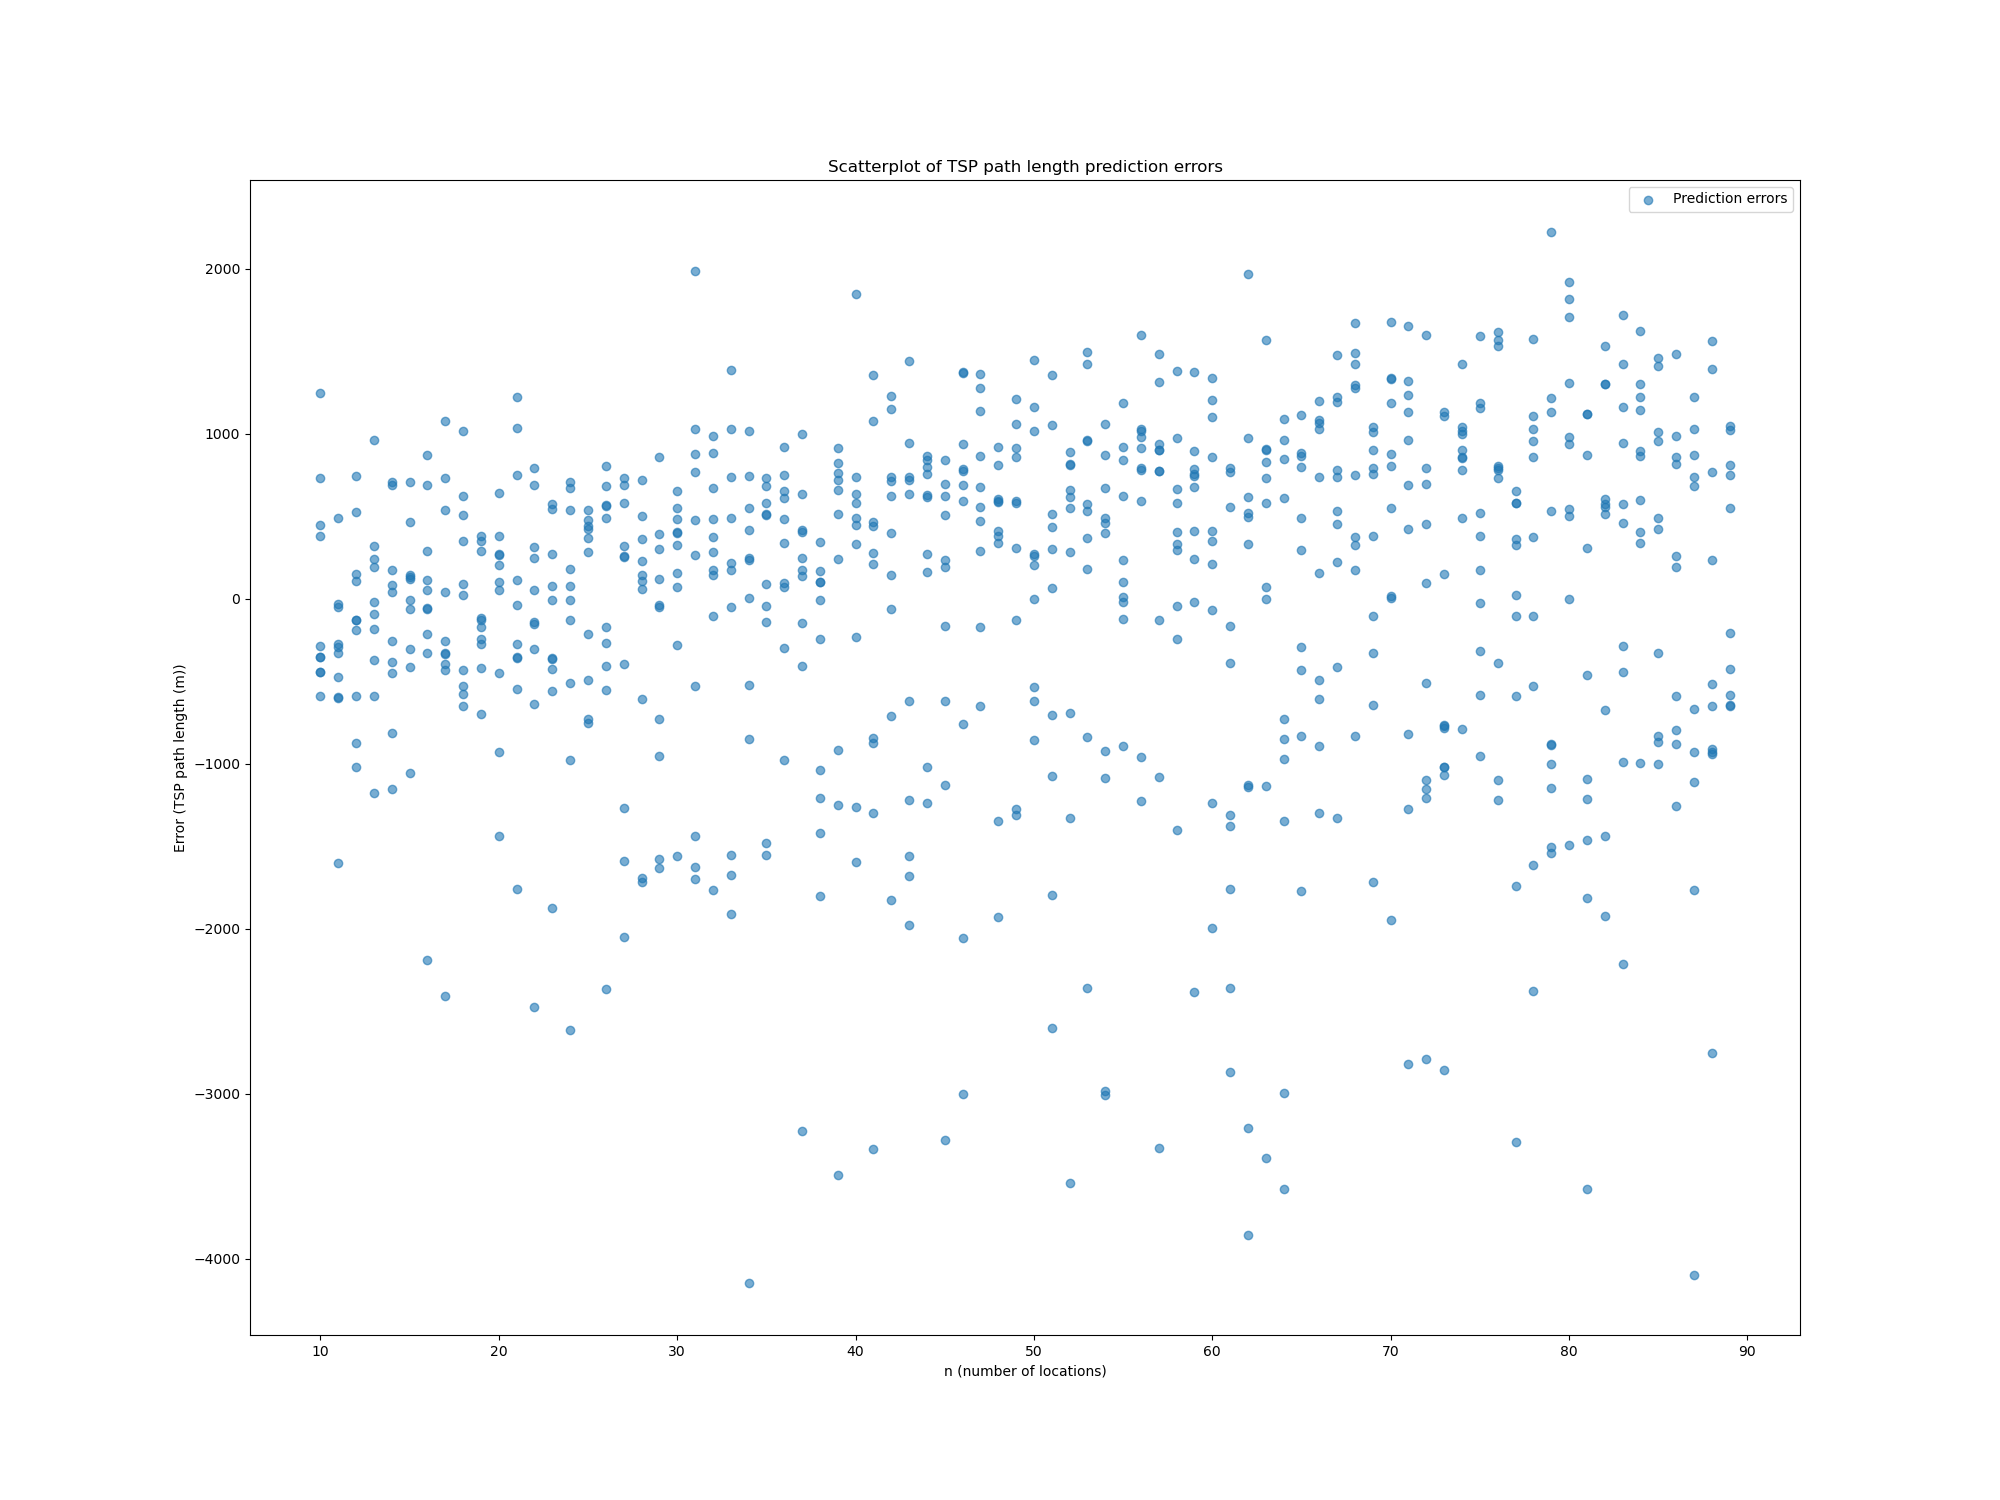 Scatterplot of TSP path length prediction errors
Prediction errors
2000
1000
0
−1000
−2000
−3000
−4000
Error (TSP path length (m))
10 20 30 40 50 60 70 80 90
n (number of locations)